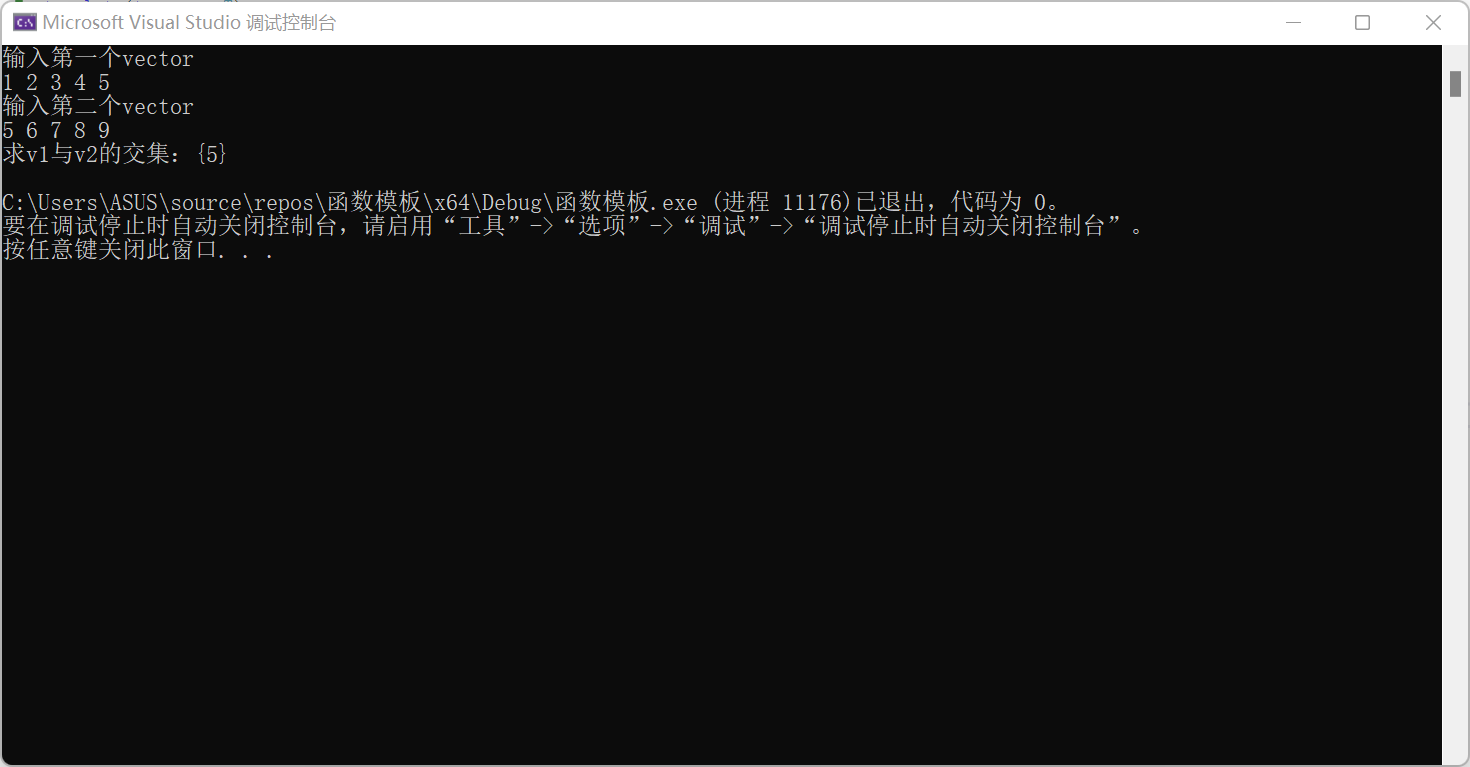 Microsoft Visual Studio 调试控制台
输入第一个vector
1 2 3 4 5
输入第二个vector
5 6 7 8 9
求v1与v2的交集：{5}
C:\Users\ASUS\source\repos\函数模板\x64\Debug\函数模板.exe (进程 11176)已退出，代码为 0。
要在调试停止时自动关闭控制台，请启用“工具”->“选项”->“调试”->“调试停止时自动关闭控制台”。
按任意键关闭此窗口. . .